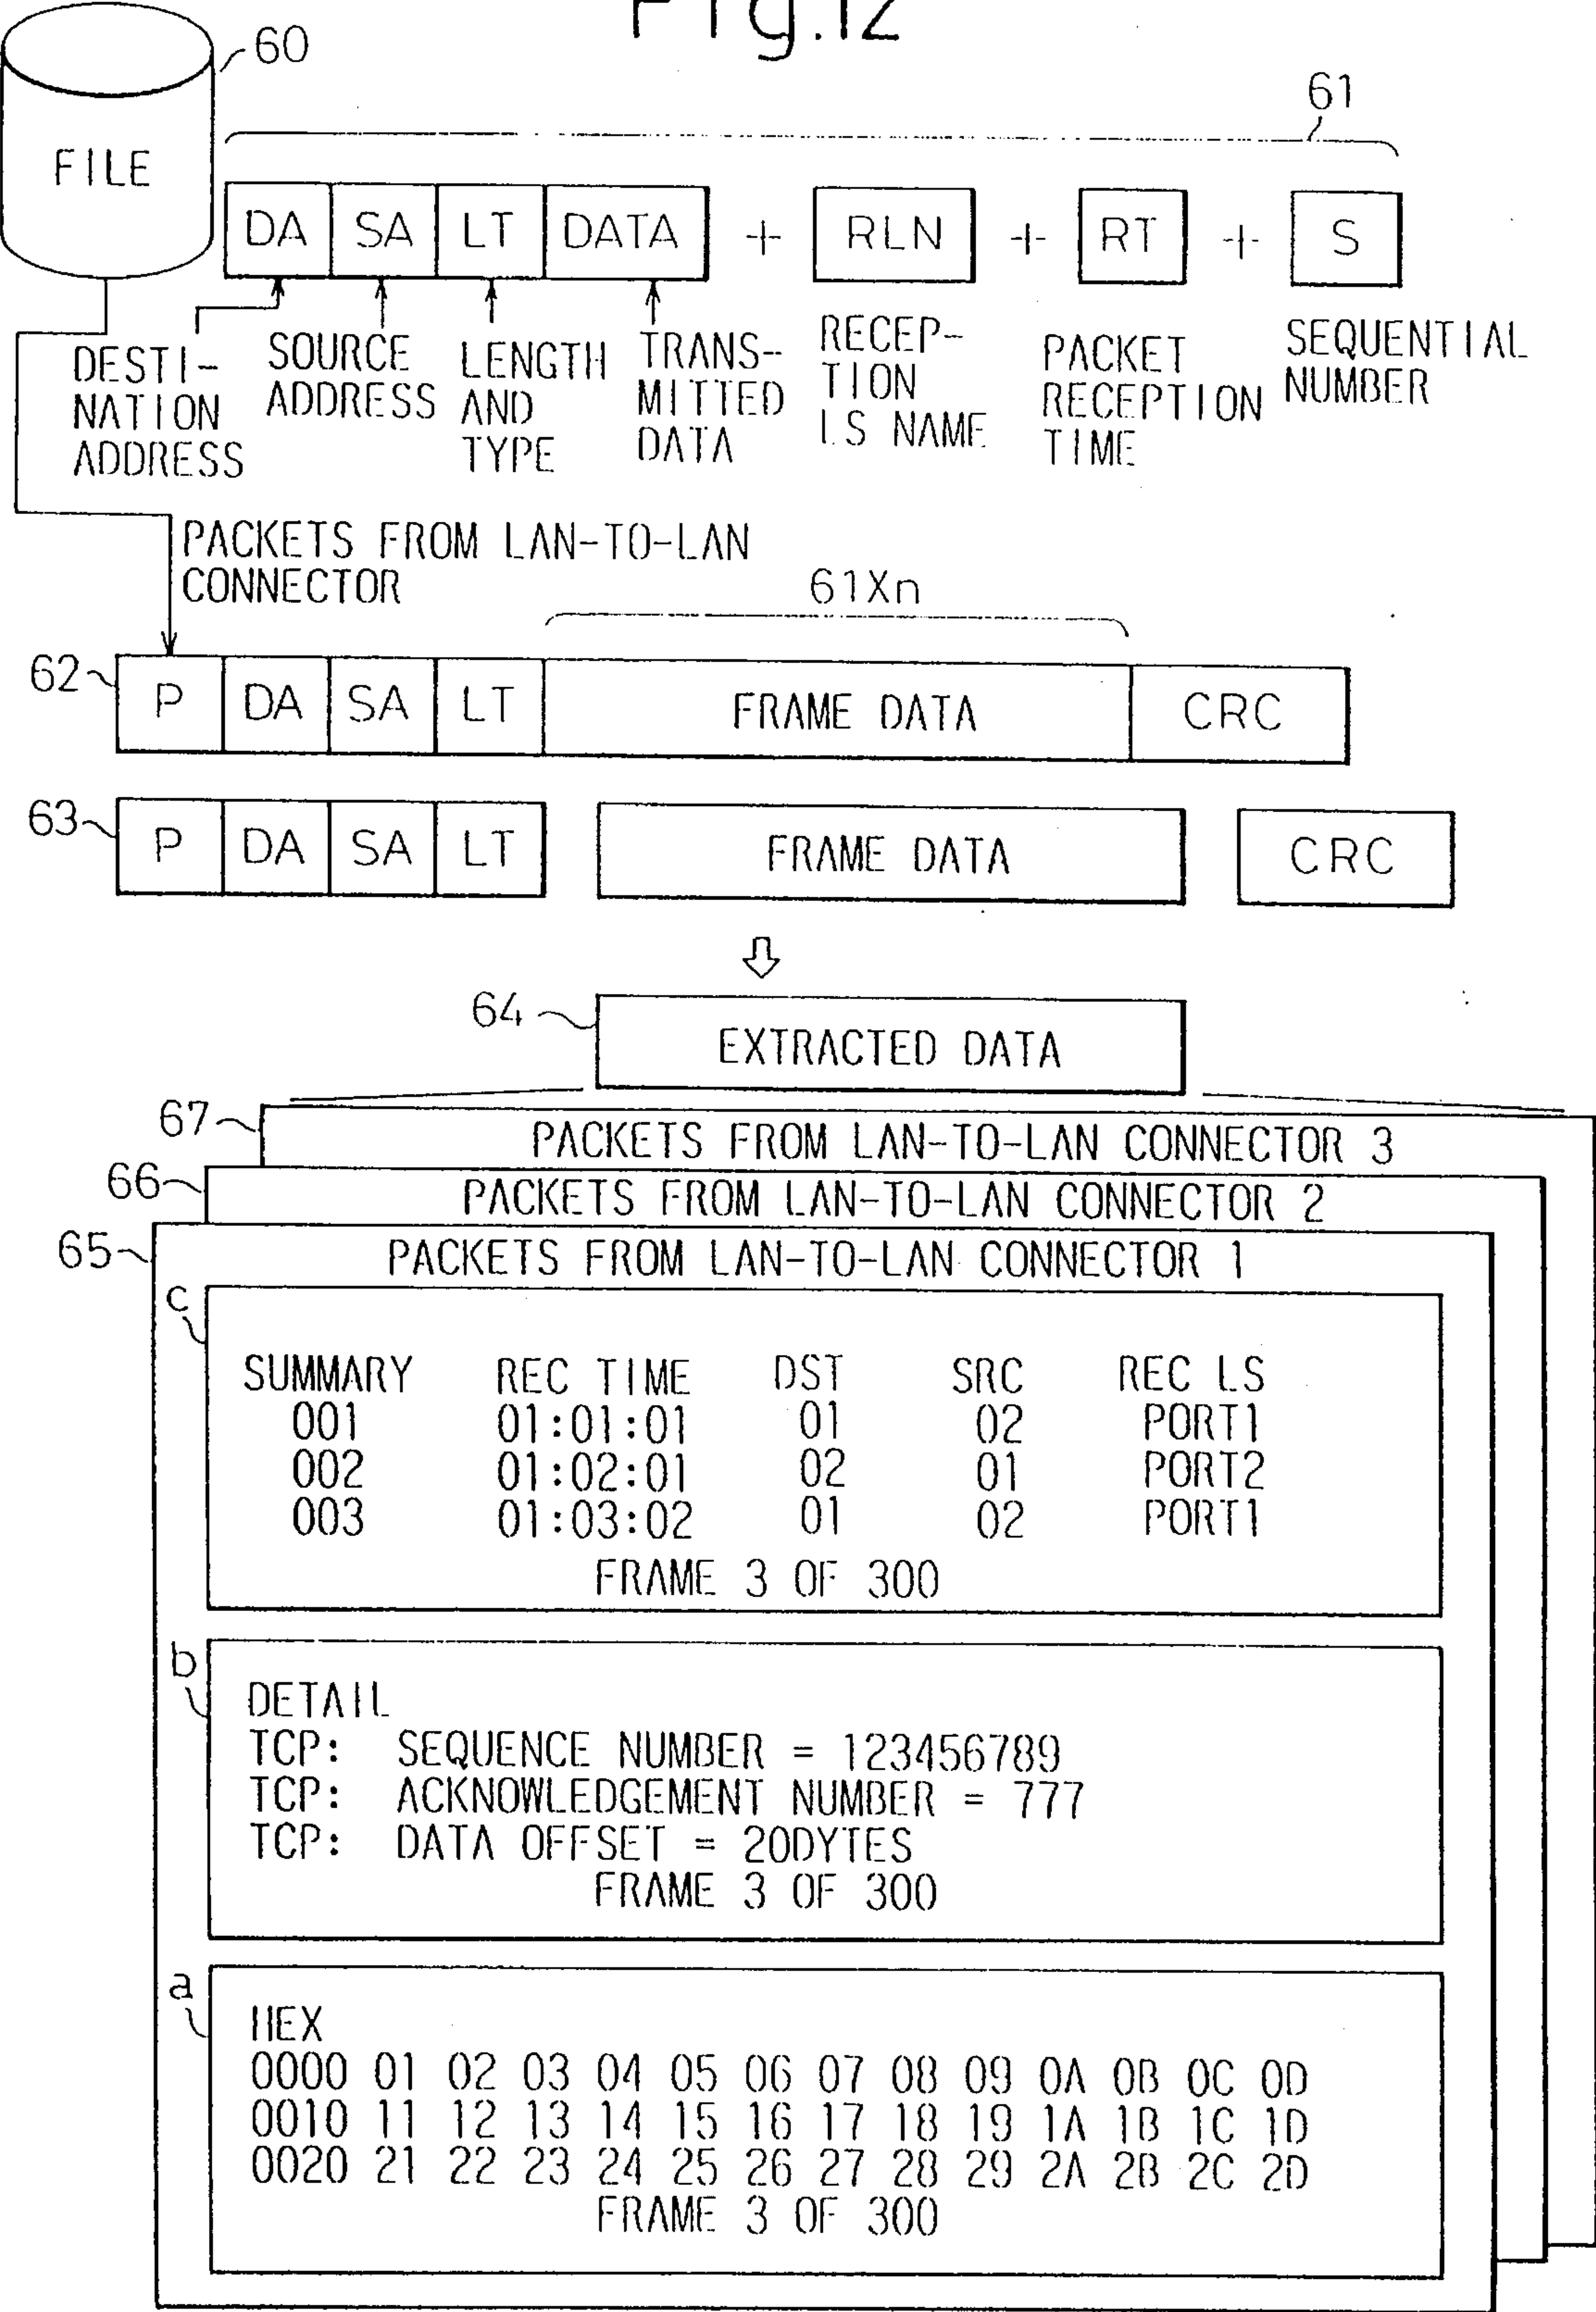 Fig.12
60
FILE
61
DA SA LT DATA + RLN + RT + S
DESTI-
NATION
ADDRESS
SOURCE
ADDRESS
LENGTH
AND
TYPE
TRANS-
MITTED
DATA
RECEP-
TION
LS NAME
PACKET
RECEPTION
TIME
SEQUENTIAL
NUMBER
PACKETS FROM LAN-TO-LAN
CONNECTOR
61Xn
62 P DA SA LT FRAME DATA CRC
63 P DA SA LT FRAME DATA CRC
64 EXTRACTED DATA
67 PACKETS FROM LAN-TO-LAN CONNECTOR 3
66 PACKETS FROM LAN-TO-LAN CONNECTOR 2
65 PACKETS FROM LAN-TO-LAN CONNECTOR 1
c
SUMMARY REC TIME DST SRC REC LS
001 01:01:01 01 02 PORT1
002 01:02:01 02 01 PORT2
003 01:03:02 01 02 PORT1
FRAME 3 OF 300
b
DETAIL
TCP: SEQUENCE NUMBER = 123456789
TCP: ACKNOWLEDGEMENT NUMBER = 777
TCP: DATA OFFSET = 20DYTES
FRAME 3 OF 300
a
HEX
0000 01 02 03 04 05 06 07 08 09 0A 0B 0C 0D
0010 11 12 13 14 15 16 17 18 19 1A 1B 1C 1D
0020 21 22 23 24 25 26 27 28 29 2A 2B 2C 2D
FRAME 3 OF 300